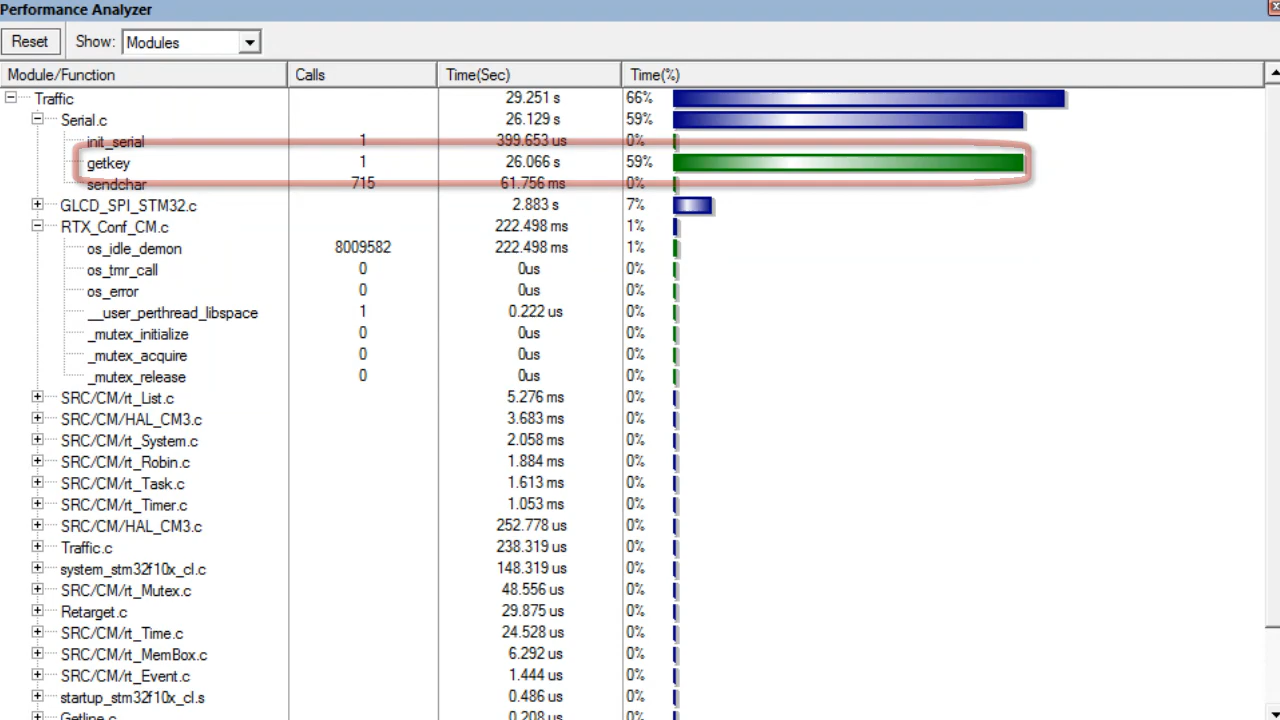 Performance Analyzer
Reset Show: Modules
Module/Function Calls Time(Sec) Time(%)
Traffic 29.251 s 66%
Serial.c 26.129 s 59%
init_serial 1 399.653 us 0%
getkey 1 26.066 s 59%
sendchar 715 61.756 ms 0%
GLCD_SPI_STM32.c 2.883 s 7%
RTX_Conf_CM.c 222.498 ms 1%
os_idle_demon 8009582 222.498 ms 1%
os_tmr_call 0 0us 0%
os_error 0 0us 0%
__user_perthread_libspace 1 0.222 us 0%
_mutex_initialize 0 0us 0%
_mutex_acquire 0 0us 0%
_mutex_release 0 0us 0%
SRC/CM/rt_List.c 5.276 ms 0%
SRC/CM/HAL_CM3.c 3.683 ms 0%
SRC/CM/rt_System.c 2.058 ms 0%
SRC/CM/rt_Robin.c 1.884 ms 0%
SRC/CM/rt_Task.c 1.613 ms 0%
SRC/CM/rt_Timer.c 1.053 ms 0%
SRC/CM/HAL_CM3.c 252.778 us 0%
Traffic.c 238.319 us 0%
system_stm32f10x_cl.c 148.319 us 0%
SRC/CM/rt_Mutex.c 48.556 us 0%
Retarget.c 29.875 us 0%
SRC/CM/rt_Time.c 24.528 us 0%
SRC/CM/rt_MemBox.c 6.292 us 0%
SRC/CM/rt_Event.c 1.444 us 0%
startup_stm32f10x_cl.s 0.486 us 0%
Getline.c 0.208 us 0%